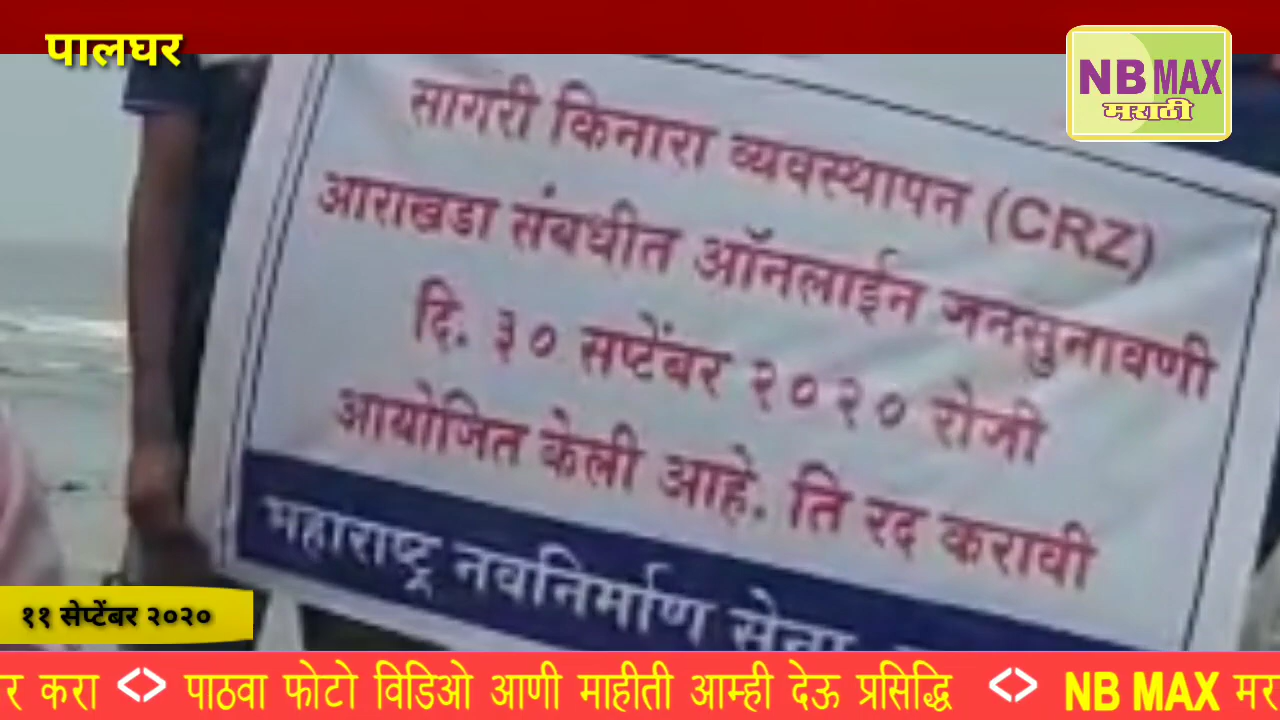 पालघर
NB MAX
मराठी
सागरी किनारा व्यवस्थापन (CRZ)
आराखडा संबधीत ऑनलाईन जनसुनावणी
दि. ३० सप्टेंबर २०२० रोजी
आयोजित केली आहे. ति रद करावी
महाराष्ट्र नवनिर्माण सेना
११ सेप्टेंबर २०२०
र करा <> पाठवा फोटो विडिओ आणी माहीती आम्ही देऊ प्रसिद्धि <> NB MAX मरा